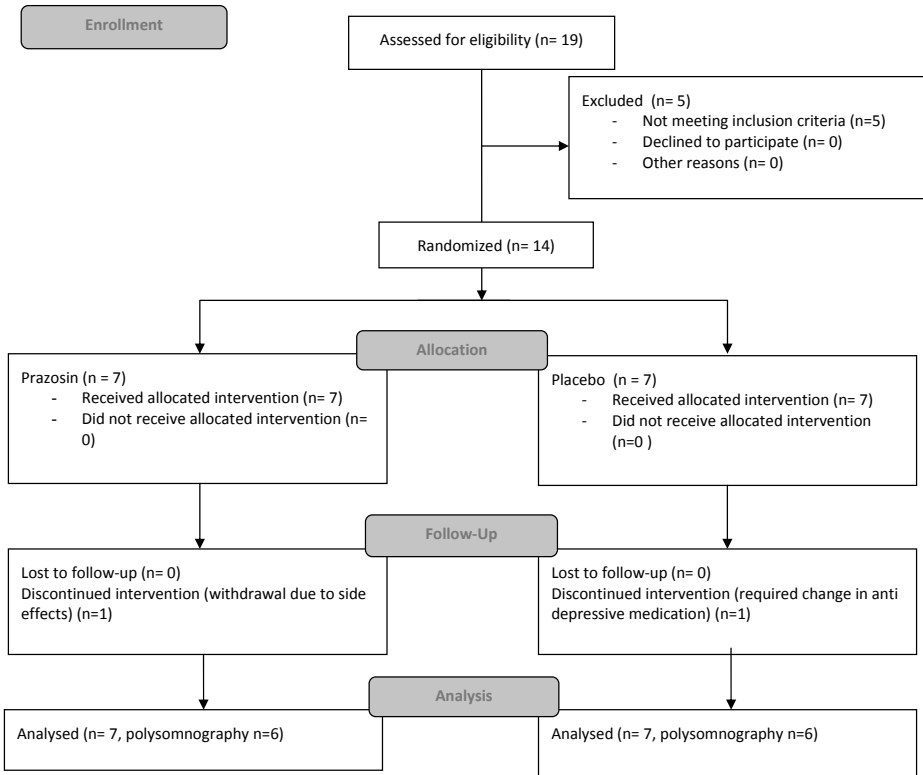 Enrollment
Assessed for eligibility (n= 19)
Excluded (n= 5)
- Not meeting inclusion criteria (n=5)
- Declined to participate (n= 0)
- Other reasons (n= 0)
Randomized (n= 14)
Allocation
Prazosin (n = 7)
- Received allocated intervention (n= 7)
- Did not receive allocated intervention (n=
0)
Placebo (n = 7)
- Received allocated intervention (n= 7)
- Did not receive allocated intervention
(n=0 )
Follow-Up
Lost to follow-up (n= 0)
Discontinued intervention (withdrawal due to side
effects) (n=1)
Lost to follow-up (n= 0)
Discontinued intervention (required change in anti
depressive medication) (n=1)
Analysis
Analysed (n= 7, polysomnography n=6)
Analysed (n= 7, polysomnography n=6)